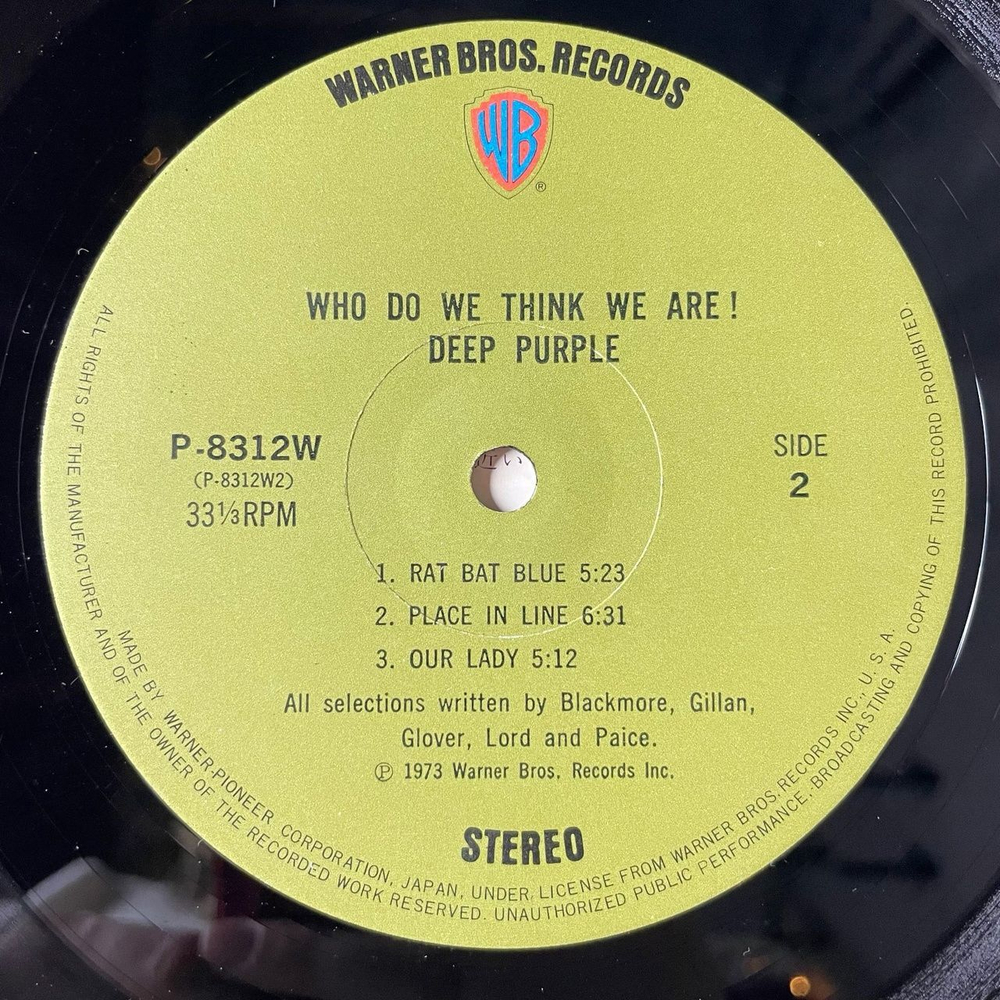 WARNER BROS. RECORDS
WB
®
WHO DO WE THINK WE ARE!
DEEP PURPLE
P-8312W
(P-8312W2)
33⅓RPM
SIDE
2
1. RAT BAT BLUE 5:23
2. PLACE IN LINE 6:31
3. OUR LADY 5:12
All selections written by Blackmore, Gillan,
Glover, Lord and Paice.
Ⓟ 1973 Warner Bros. Records Inc.
STEREO
MADE BY WARNER-PIONEER CORPORATION, JAPAN, UNDER LICENSE FROM WARNER BROS. RECORDS INC., U. S. A.
ALL RIGHTS OF THE MANUFACTURER AND OF THE OWNER OF THE RECORDED WORK RESERVED. UNAUTHORIZED PUBLIC PERFORMANCE. BROADCASTING AND COPYING OF THIS RECORD PROHIBITED.